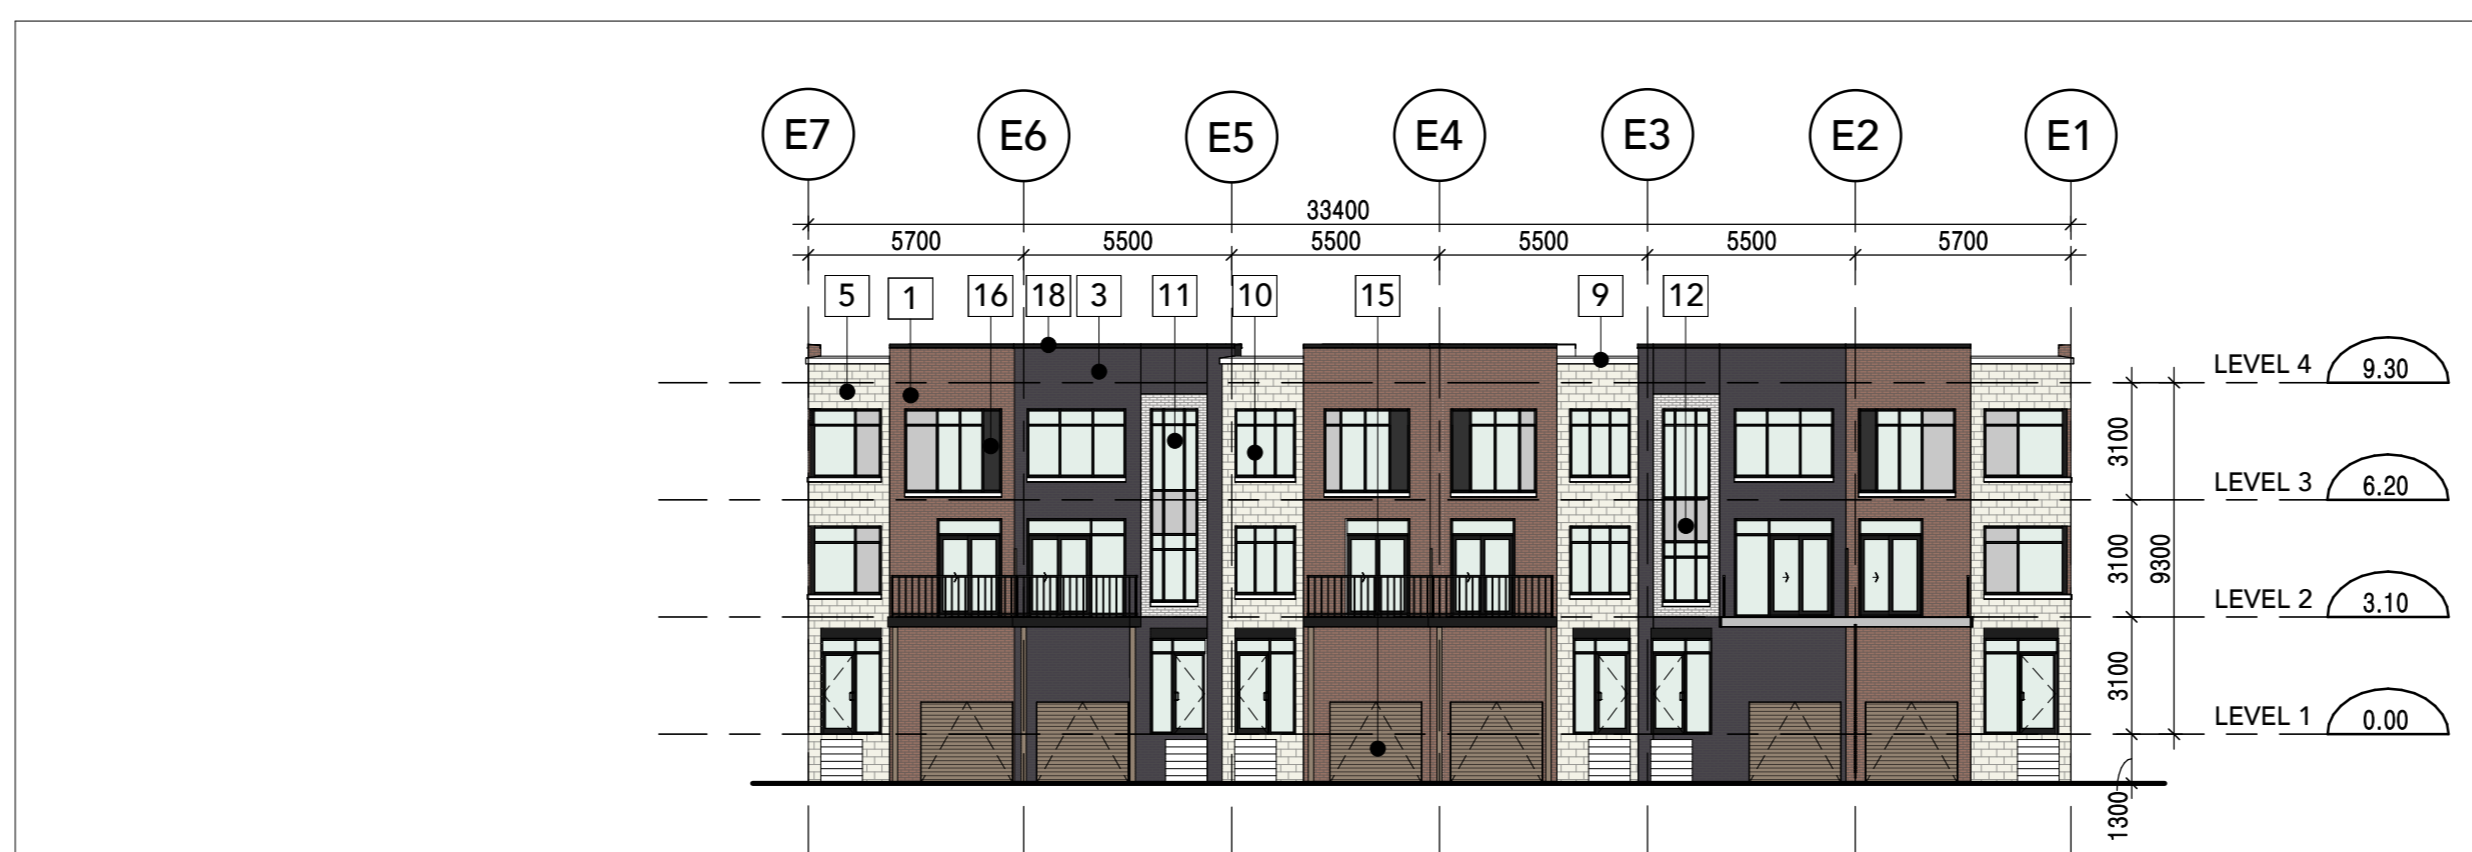 E7 E6 E5 E4 E3 E2 E1
33400
5700 5500 5500 5500 5500 5700
5 1 16 18 3 11 10 15 9 12
LEVEL 4 9.30
3100
LEVEL 3 6.20
3100 9300
LEVEL 2 3.10
3100
LEVEL 1 0.00
1300